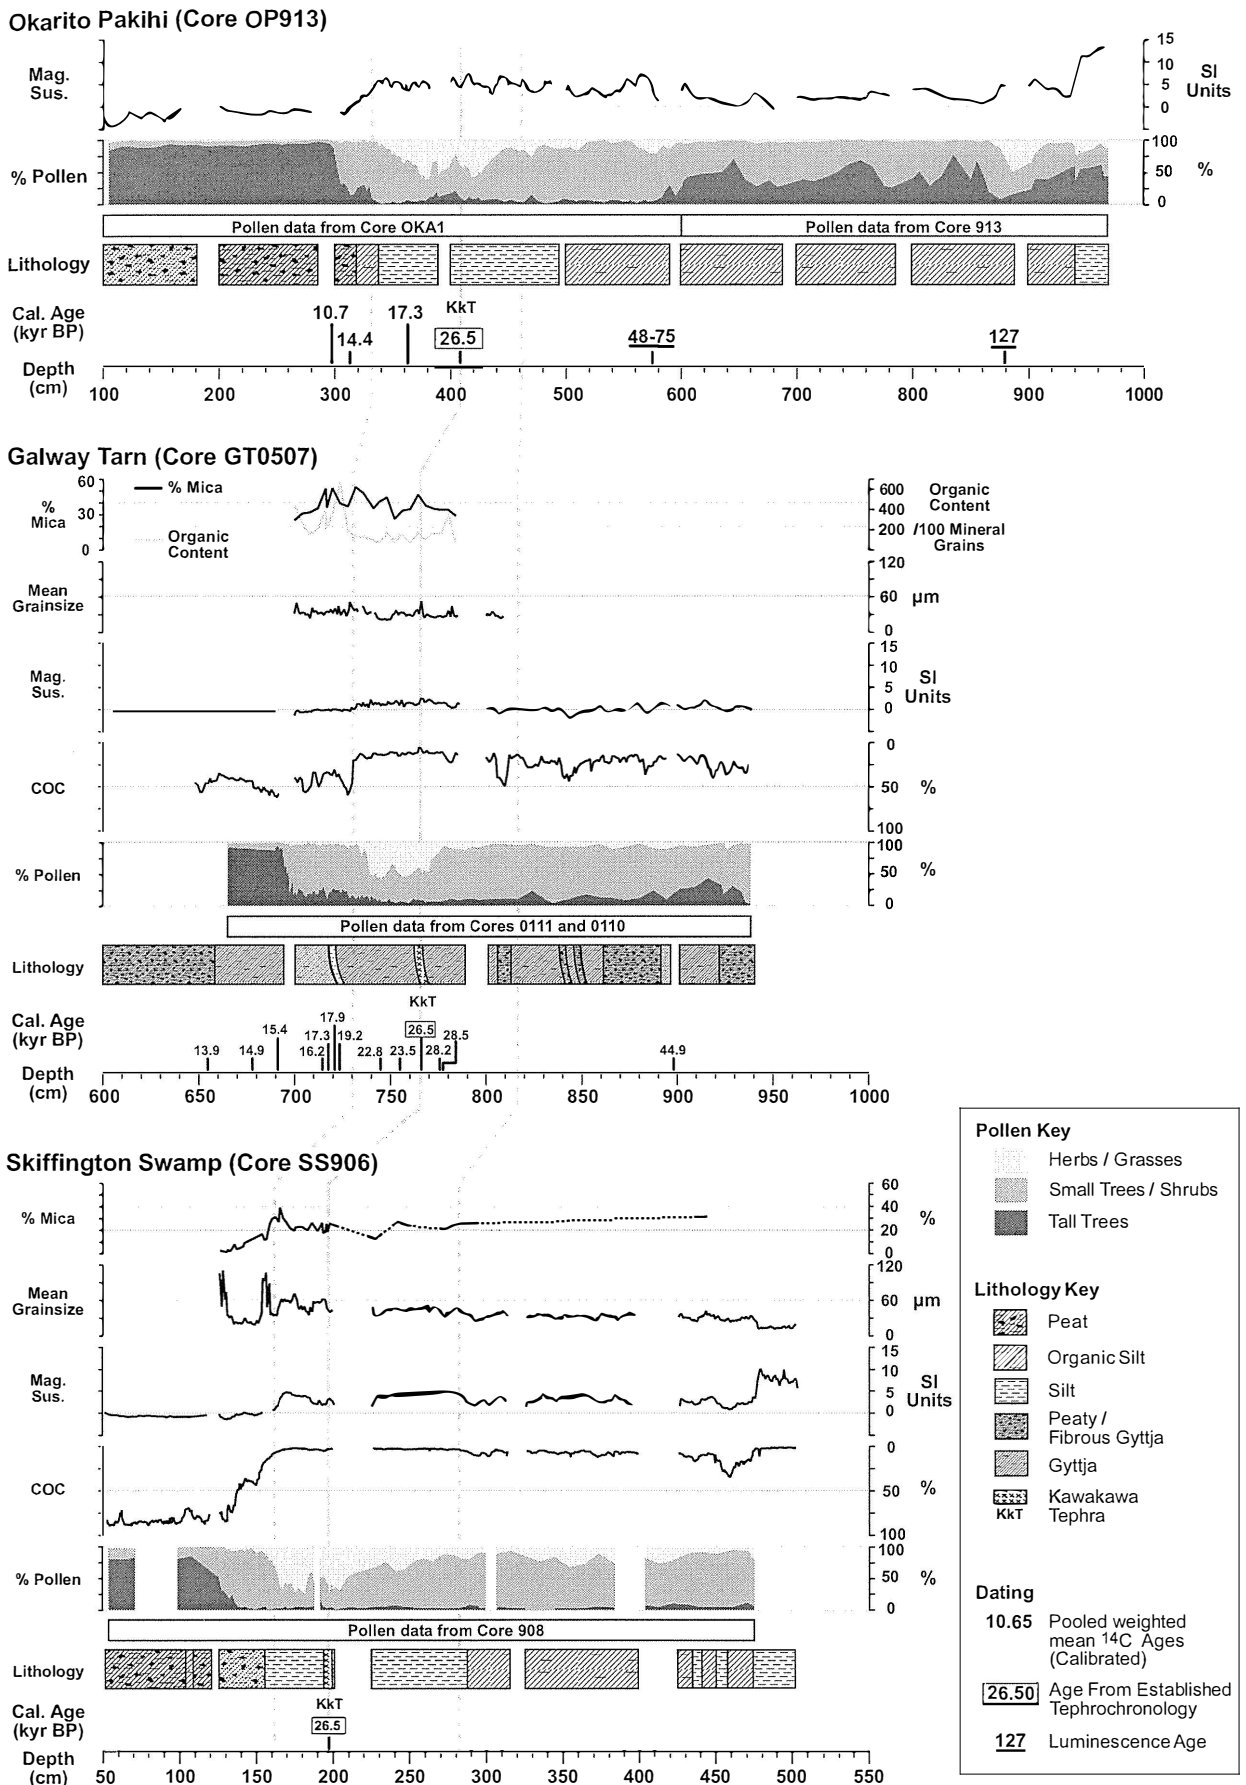 Okarito Pakihi (Core OP913)
Mag.
Sus.
15
10
5
0
SI
Units
% Pollen
100
50
0
%
Pollen data from Core OKA1
Pollen data from Core 913
Lithology
Cal. Age
(kyr BP)
10.7
14.4
17.3
KkT
26.5
48-75
127
Depth
(cm)
100 200 300 400 500 600 700 800 900 1000
Galway Tarn (Core GT0507)
%
Mica
60
30
0
% Mica
Organic
Content
600
400
200
Organic
Content
/100 Mineral
Grains
Mean
Grainsize
120
60
0
µm
Mag.
Sus.
15
10
5
0
SI
Units
COC
0
50
100
%
% Pollen
100
50
0
%
Pollen data from Cores 0111 and 0110
Lithology
Cal. Age
(kyr BP)
13.9
14.9
15.4
16.2
17.3
17.9
19.2
22.8
23.5
KkT
26.5
28.2
28.5
44.9
Depth
(cm)
600 650 700 750 800 850 900 950 1000
Skiffington Swamp (Core SS906)
% Mica
60
40
20
0
%
Mean
Grainsize
120
60
0
µm
Mag.
Sus.
15
10
5
0
SI
Units
COC
0
50
100
%
% Pollen
100
50
0
%
Pollen data from Core 908
Lithology
Cal. Age
(kyr BP)
KkT
26.5
Depth
(cm)
50 100 150 200 250 300 350 400 450 500 550
Pollen Key
Herbs / Grasses
Small Trees / Shrubs
Tall Trees
Lithology Key
Peat
Organic Silt
Silt
Peaty /
Fibrous Gyttja
Gyttja
KkT
Kawakawa
Tephra
Dating
10.65 Pooled weighted
mean 14C Ages
(Calibrated)
26.50 Age From Established
Tephrochronology
127 Luminescence Age